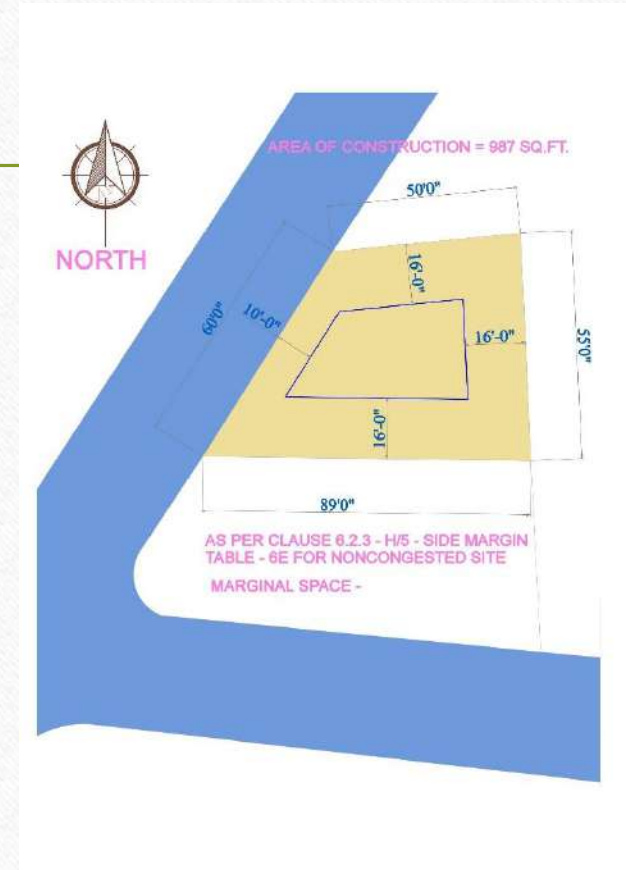 AREA OF CONSTRUCTION = 987 SQ.FT.
50'0"
NORTH
16'-0"
60'0"
10'-0"
16'-0"
55'0"
16'-0"
89'0"
AS PER CLAUSE 6.2.3 - H/5 - SIDE MARGIN
TABLE - 6E FOR NONCONGESTED SITE
MARGINAL SPACE -